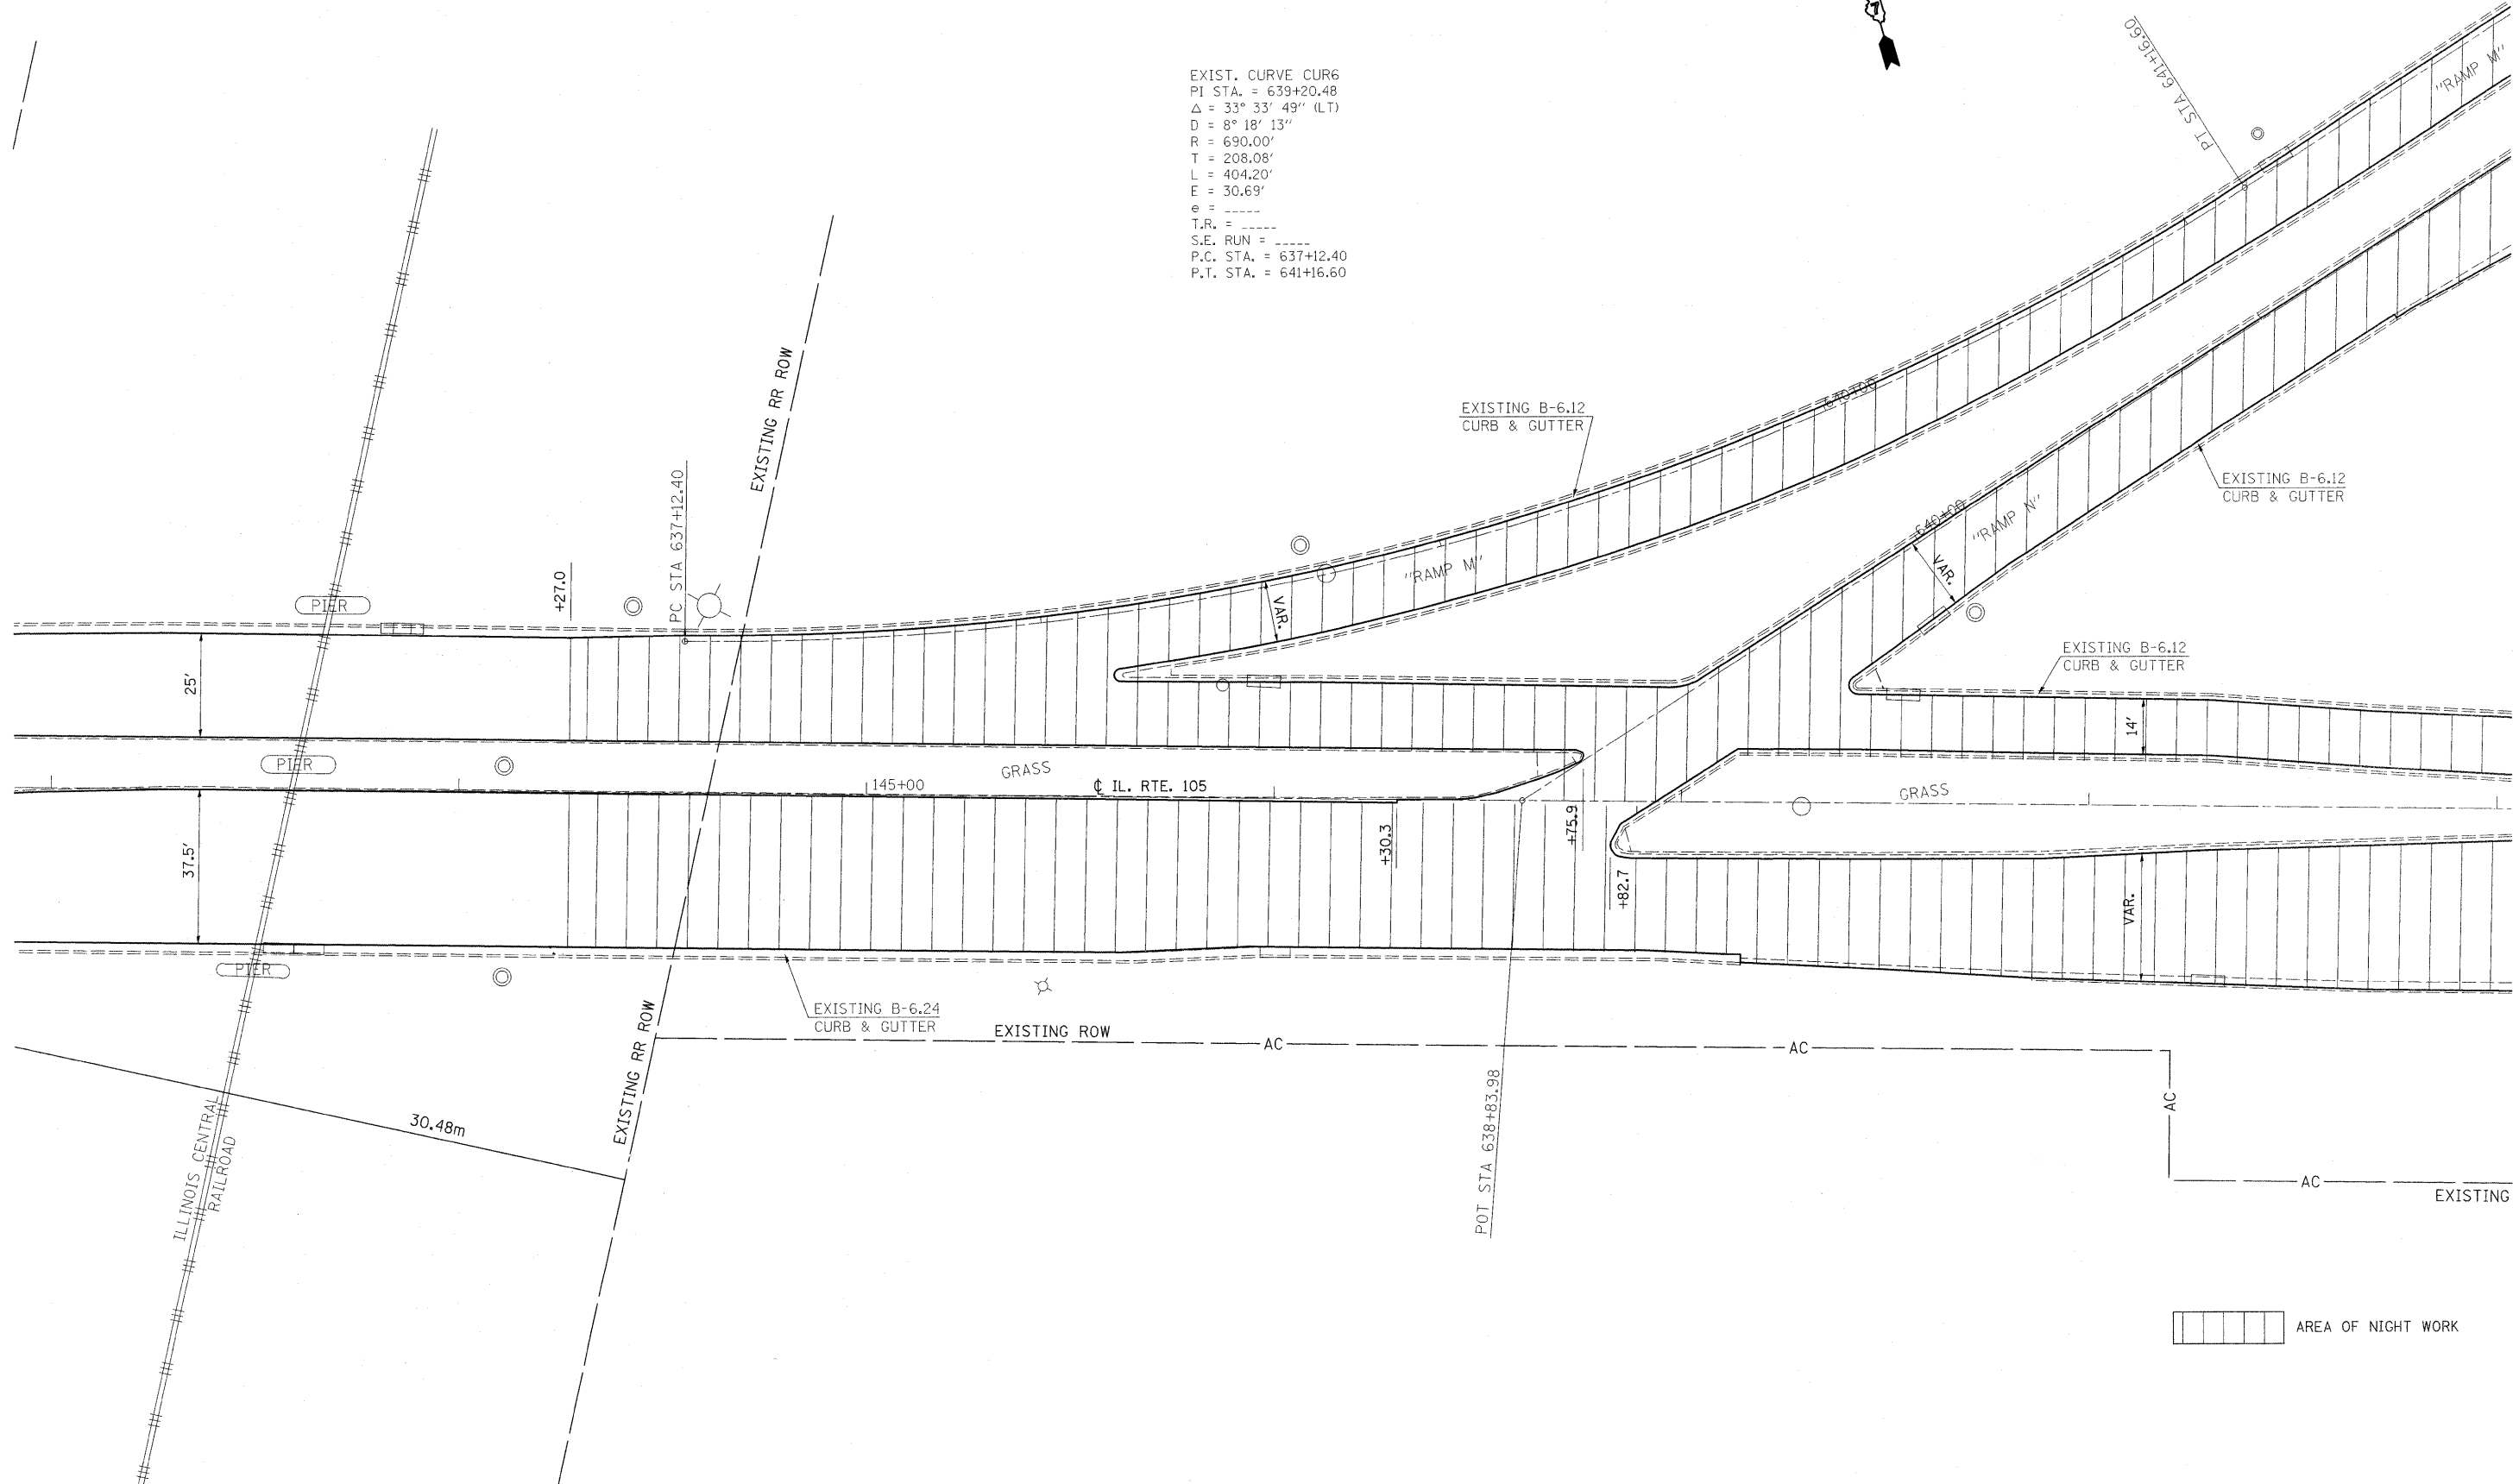 EXIST. CURVE CUR6
PI STA. = 639+20.48
Δ = 33° 33' 49" (LT)
D = 8° 18' 13"
R = 690.00'
T = 208.08'
L = 404.20'
E = 30.69'
e = _____
T.R. = _____
S.E. RUN = _____
P.C. STA. = 637+12.40
P.T. STA. = 641+16.60
PT STA 641+16.60
"RAMP M"
EXISTING RR ROW
EXISTING B-6.12
CURB & GUTTER
640+00
EXISTING B-6.12
CURB & GUTTER
PC STA 637+12.40
+27.0
PIER
"RAMP M"
VAR.
640+00
"RAMP N"
VAR.
EXISTING B-6.12
CURB & GUTTER
25'
14'
PIER
GRASS
145+00
℄ IL. RTE. 105
GRASS
37.5'
+30.3
+75.9
+82.7
VAR.
PIER
EXISTING B-6.24
CURB & GUTTER
EXISTING ROW
AC
AC
AC
AC
EXISTING
EXISTING RR ROW
30.48m
ILLINOIS CENTRAL
RAILROAD
POT STA 638+83.98
AREA OF NIGHT WORK